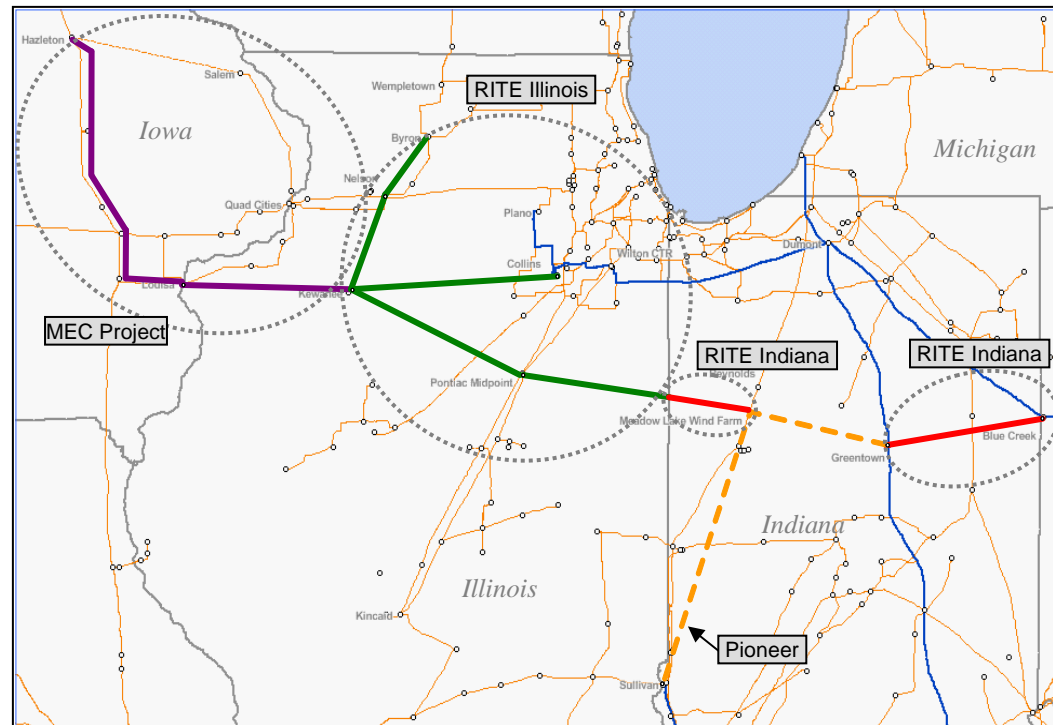 Hazleton
Salem
Wempletown
RITE Illinois
Iowa
Byron
Michigan
Nelson
Quad Cities
Plano
Dumont
Wilton CTR
Collins
Louisa
Kewanee
MEC Project
RITE Indiana
RITE Indiana
Reynolds
Pontiac Midpoint
Meadow Lake Wind Farm
Blue Creek
Greentown
Indiana
Illinois
Kincaid
Pioneer
Sullivan